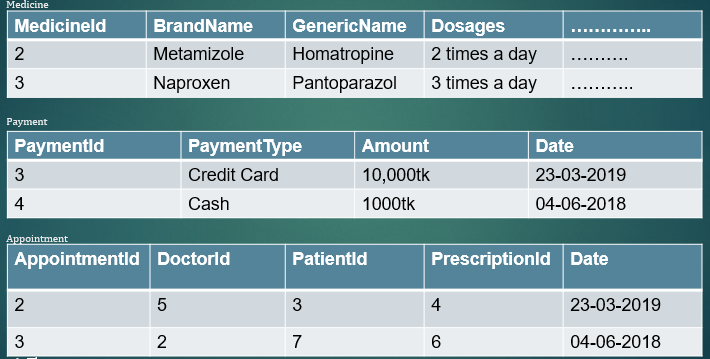 Medicine
MedicineId BrandName GenericName Dosages …………..
2 Metamizole Homatropine 2 times a day ……….
3 Naproxen Pantoparazol 3 times a day ………..
Payment
PaymentId PaymentType Amount Date
3 Credit Card 10,000tk 23-03-2019
4 Cash 1000tk 04-06-2018
Appointment
AppointmentId DoctorId PatientId PrescriptionId Date
2 5 3 4 23-03-2019
3 2 7 6 04-06-2018